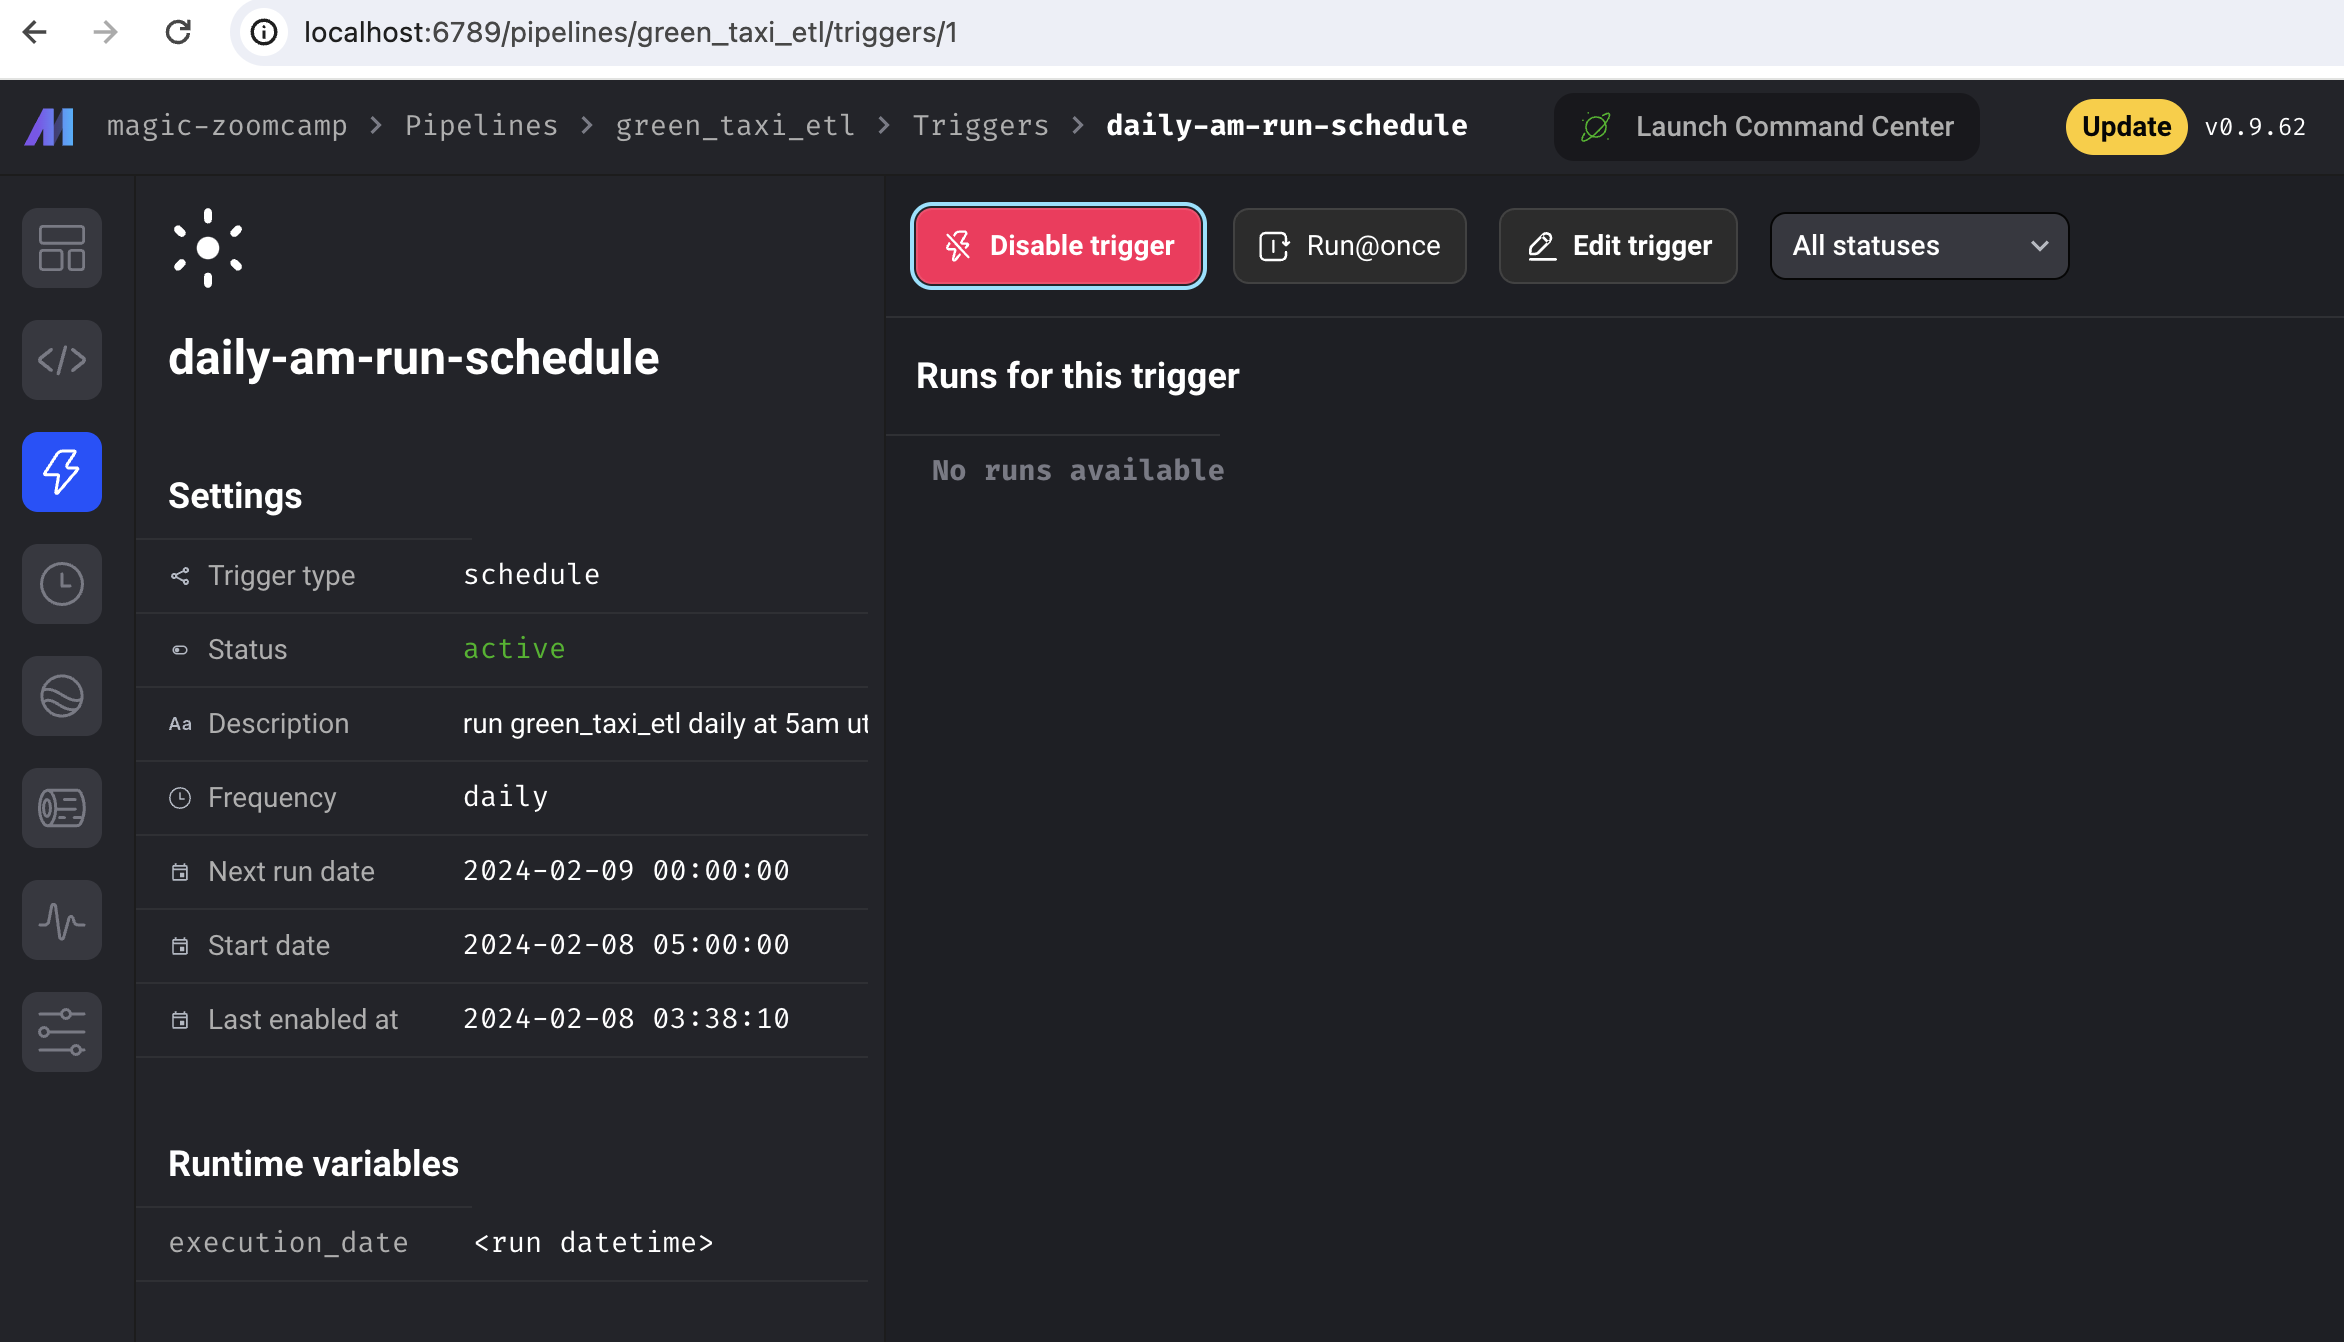 localhost:6789/pipelines/green_taxi_etl/triggers/1
magic-zoomcamp > Pipelines > green_taxi_etl > Triggers > daily-am-run-schedule
Launch Command Center
Update
v0.9.62
Disable trigger
Run@once
Edit trigger
All statuses
daily-am-run-schedule
Settings
Trigger type schedule
Status active
Aa Description run green_taxi_etl daily at 5am ut
Frequency daily
Next run date 2024-02-09 00:00:00
Start date 2024-02-08 05:00:00
Last enabled at 2024-02-08 03:38:10
Runtime variables
execution_date <run datetime>
Runs for this trigger
No runs available